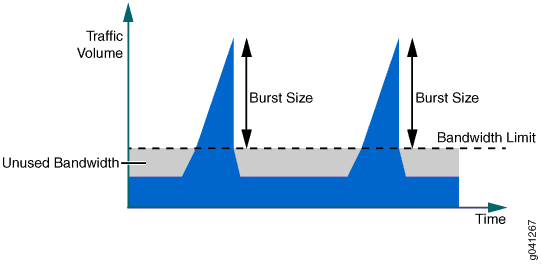 Traffic
Volume
Burst Size
Burst Size
Bandwidth Limit
Unused Bandwidth
Time
g041267